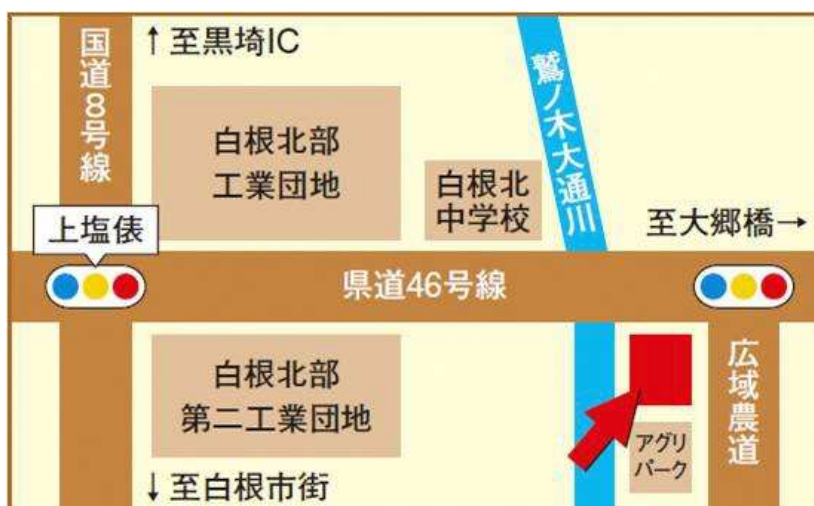 国道8号線
↑至黒埼IC
白根北部
工業団地
白根北
中学校
鷲ノ木大通川
至大郷橋→
上塩俵
県道46号線
白根北部
第二工業団地
アグリ
パーク
広域農道
↓至白根市街